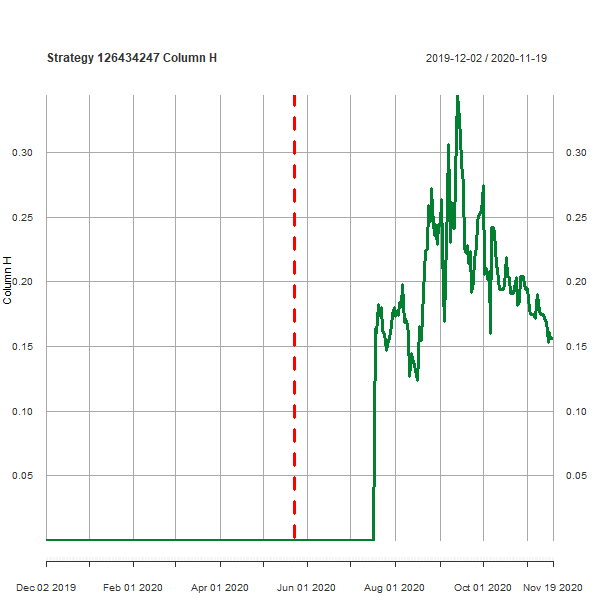 Strategy 126434247 Column H
2019-12-02 / 2020-11-19
0.30
0.30
0.25
0.25
Column H
0.20
0.20
0.15
0.15
0.10
0.10
0.05
0.05
Dec 02 2019
Feb 01 2020
Apr 01 2020
Jun 01 2020
Aug 01 2020
Oct 01 2020
Nov 19 2020